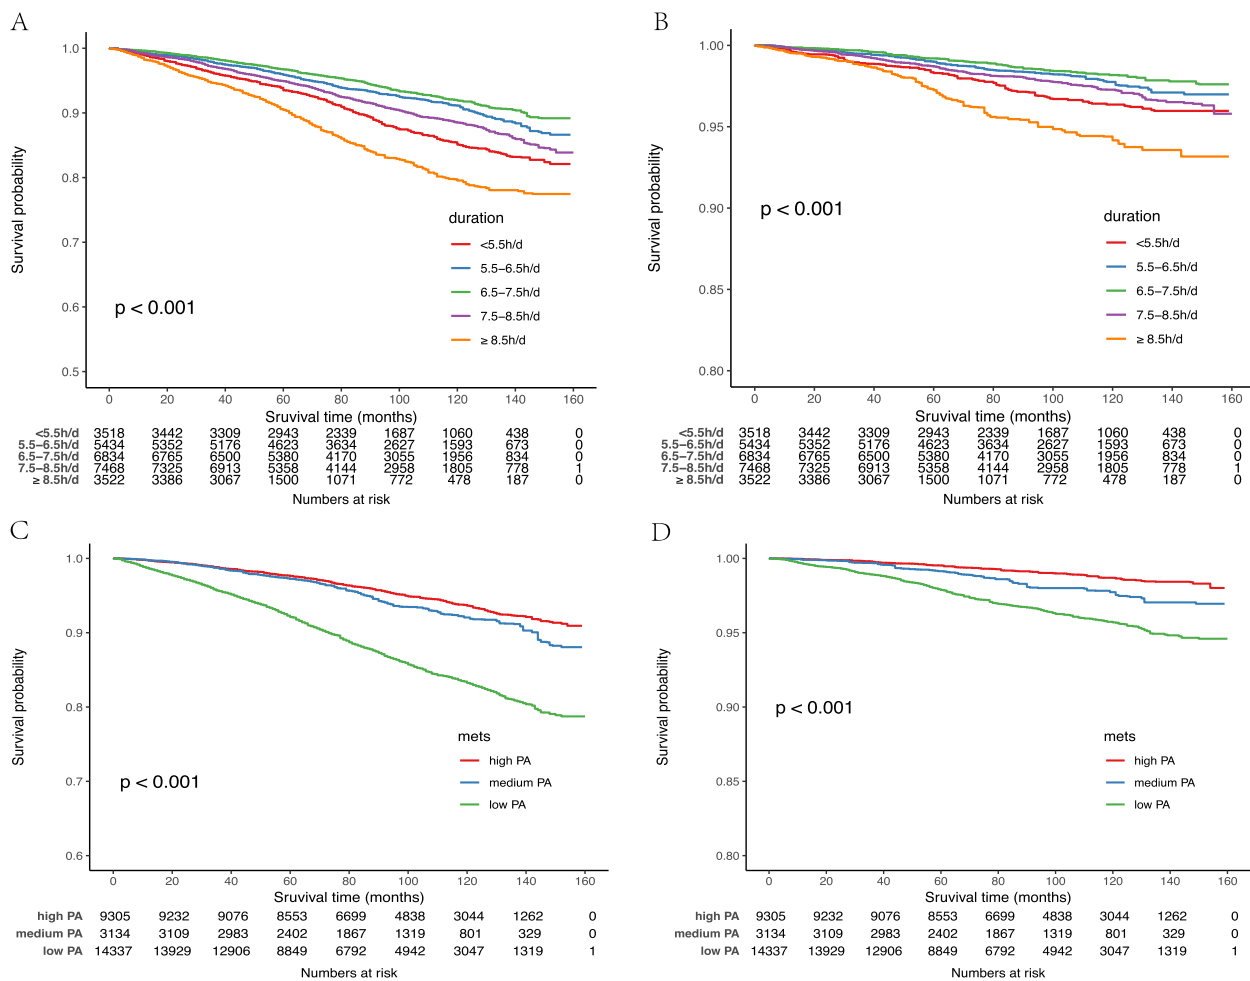 A
Survival probability
1.0
0.9
0.8
0.7
0.6
0.5
p < 0.001
duration
<5.5h/d
5.5–6.5h/d
6.5–7.5h/d
7.5–8.5h/d
≥ 8.5h/d
0 20 40 60 80 100 120 140 160
Sruvival time (months)
<5.5h/d 3518 3442 3309 2943 2339 1687 1060 438 0
5.5–6.5h/d 5434 5352 5176 4623 3634 2627 1593 673 0
6.5–7.5h/d 6834 6765 6500 5380 4170 3055 1956 834 0
7.5–8.5h/d 7468 7325 6913 5358 4144 2958 1805 778 1
≥ 8.5h/d 3522 3386 3067 1500 1071 772 478 187 0
Numbers at risk
B
Survival probability
1.00
0.95
0.90
0.85
0.80
p < 0.001
duration
<5.5h/d
5.5–6.5h/d
6.5–7.5h/d
7.5–8.5h/d
≥ 8.5h/d
0 20 40 60 80 100 120 140 160
Sruvival time (months)
<5.5h/d 3518 3442 3309 2943 2339 1687 1060 438 0
5.5–6.5h/d 5434 5352 5176 4623 3634 2627 1593 673 0
6.5–7.5h/d 6834 6765 6500 5380 4170 3055 1956 834 0
7.5–8.5h/d 7468 7325 6913 5358 4144 2958 1805 778 1
≥ 8.5h/d 3522 3386 3067 1500 1071 772 478 187 0
Numbers at risk
C
Survival probability
1.0
0.9
0.8
0.7
0.6
p < 0.001
mets
high PA
medium PA
low PA
0 20 40 60 80 100 120 140 160
Sruvival time (months)
high PA 9305 9232 9076 8553 6699 4838 3044 1262 0
medium PA 3134 3109 2983 2402 1867 1319 801 329 0
low PA 14337 13929 12906 8849 6792 4942 3047 1319 1
Numbers at risk
D
Survival probability
1.00
0.95
0.90
0.85
0.80
p < 0.001
mets
high PA
medium PA
low PA
0 20 40 60 80 100 120 140 160
Sruvival time (months)
high PA 9305 9232 9076 8553 6699 4838 3044 1262 0
medium PA 3134 3109 2983 2402 1867 1319 801 329 0
low PA 14337 13929 12906 8849 6792 4942 3047 1319 1
Numbers at risk